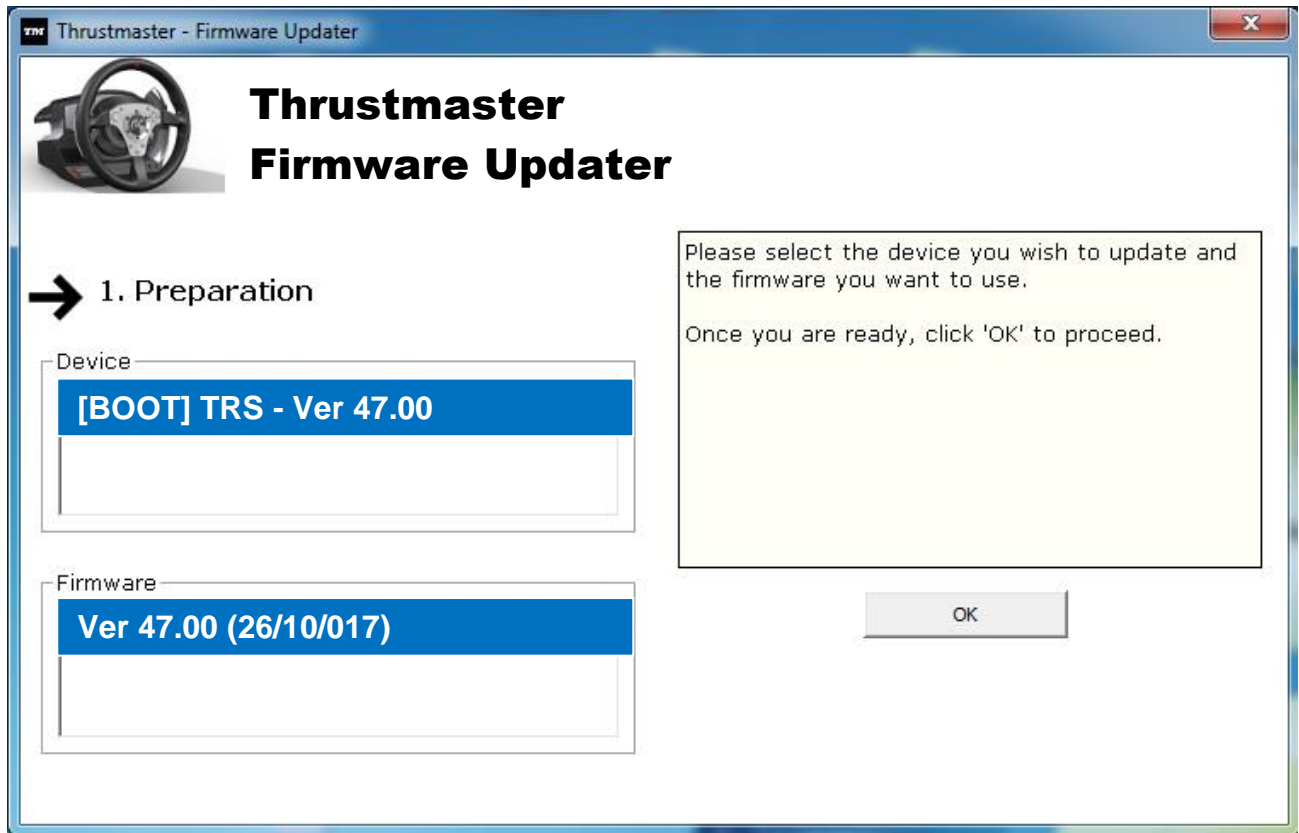 TM Thrustmaster - Firmware Updater
Thrustmaster
Firmware Updater
1. Preparation
Please select the device you wish to update and
the firmware you want to use.
Once you are ready, click 'OK' to proceed.
Device
[BOOT] TRS - Ver 47.00
Firmware
Ver 47.00 (26/10/017)
OK